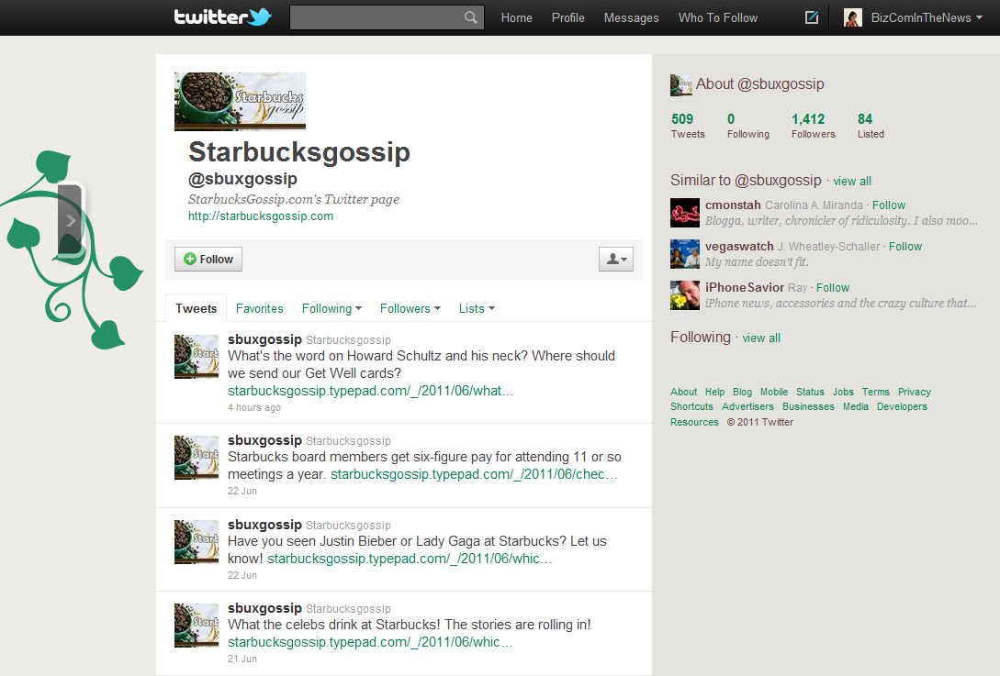 twitter
Home Profile Messages Who To Follow BizComInTheNews
Starbucks
gossip
Starbucksgossip
@sbuxgossip
StarbucksGossip.com's Twitter page
http://starbucksgossip.com
Follow
Tweets Favorites Following Followers Lists
sbuxgossip Starbucksgossip
What's the word on Howard Schultz and his neck? Where should
we send our Get Well cards?
starbucksgossip.typepad.com/_/2011/06/what…
4 hours ago
sbuxgossip Starbucksgossip
Starbucks board members get six-figure pay for attending 11 or so
meetings a year. starbucksgossip.typepad.com/_/2011/06/chec…
22 Jun
sbuxgossip Starbucksgossip
Have you seen Justin Bieber or Lady Gaga at Starbucks? Let us
know! starbucksgossip.typepad.com/_/2011/06/whic…
22 Jun
sbuxgossip Starbucksgossip
What the celebs drink at Starbucks! The stories are rolling in!
starbucksgossip.typepad.com/_/2011/06/whic…
21 Jun
About @sbuxgossip
509 0 1,412 84
Tweets Following Followers Listed
Similar to @sbuxgossip · view all
cmonstah Carolina A. Miranda · Follow
Blogga, writer, chronicler of ridiculosity. I also moo...
vegaswatch J. Wheatley-Schaller · Follow
My name doesn't fit.
iPhoneSavior Ray · Follow
iPhone news, accessories and the crazy culture that...
Following · view all
About Help Blog Mobile Status Jobs Terms Privacy
Shortcuts Advertisers Businesses Media Developers
Resources © 2011 Twitter